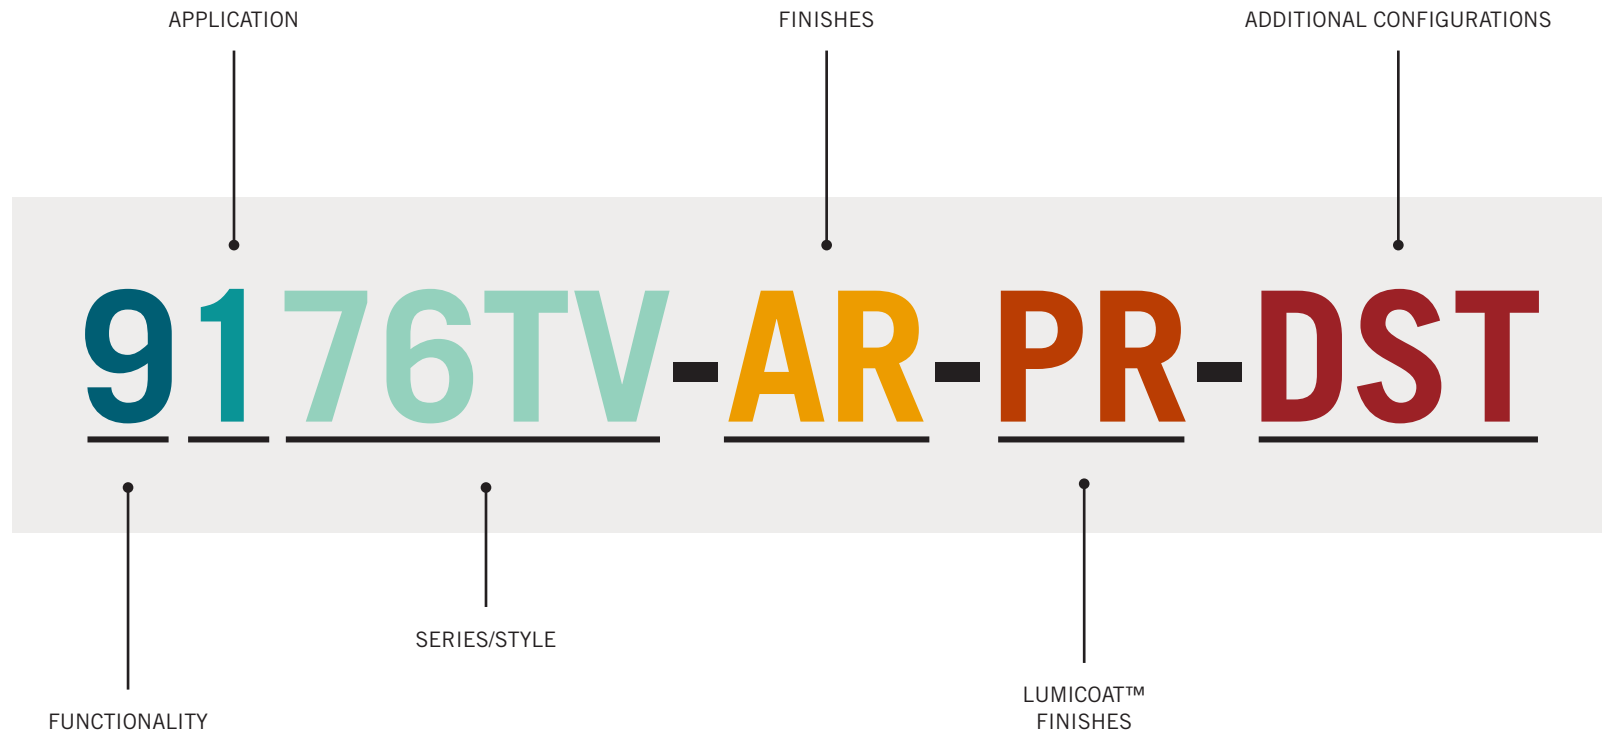 APPLICATION
FINISHES
ADDITIONAL CONFIGURATIONS
9176TV-AR-PR-DST
SERIES/STYLE
FUNCTIONALITY
LUMICOAT™
FINISHES